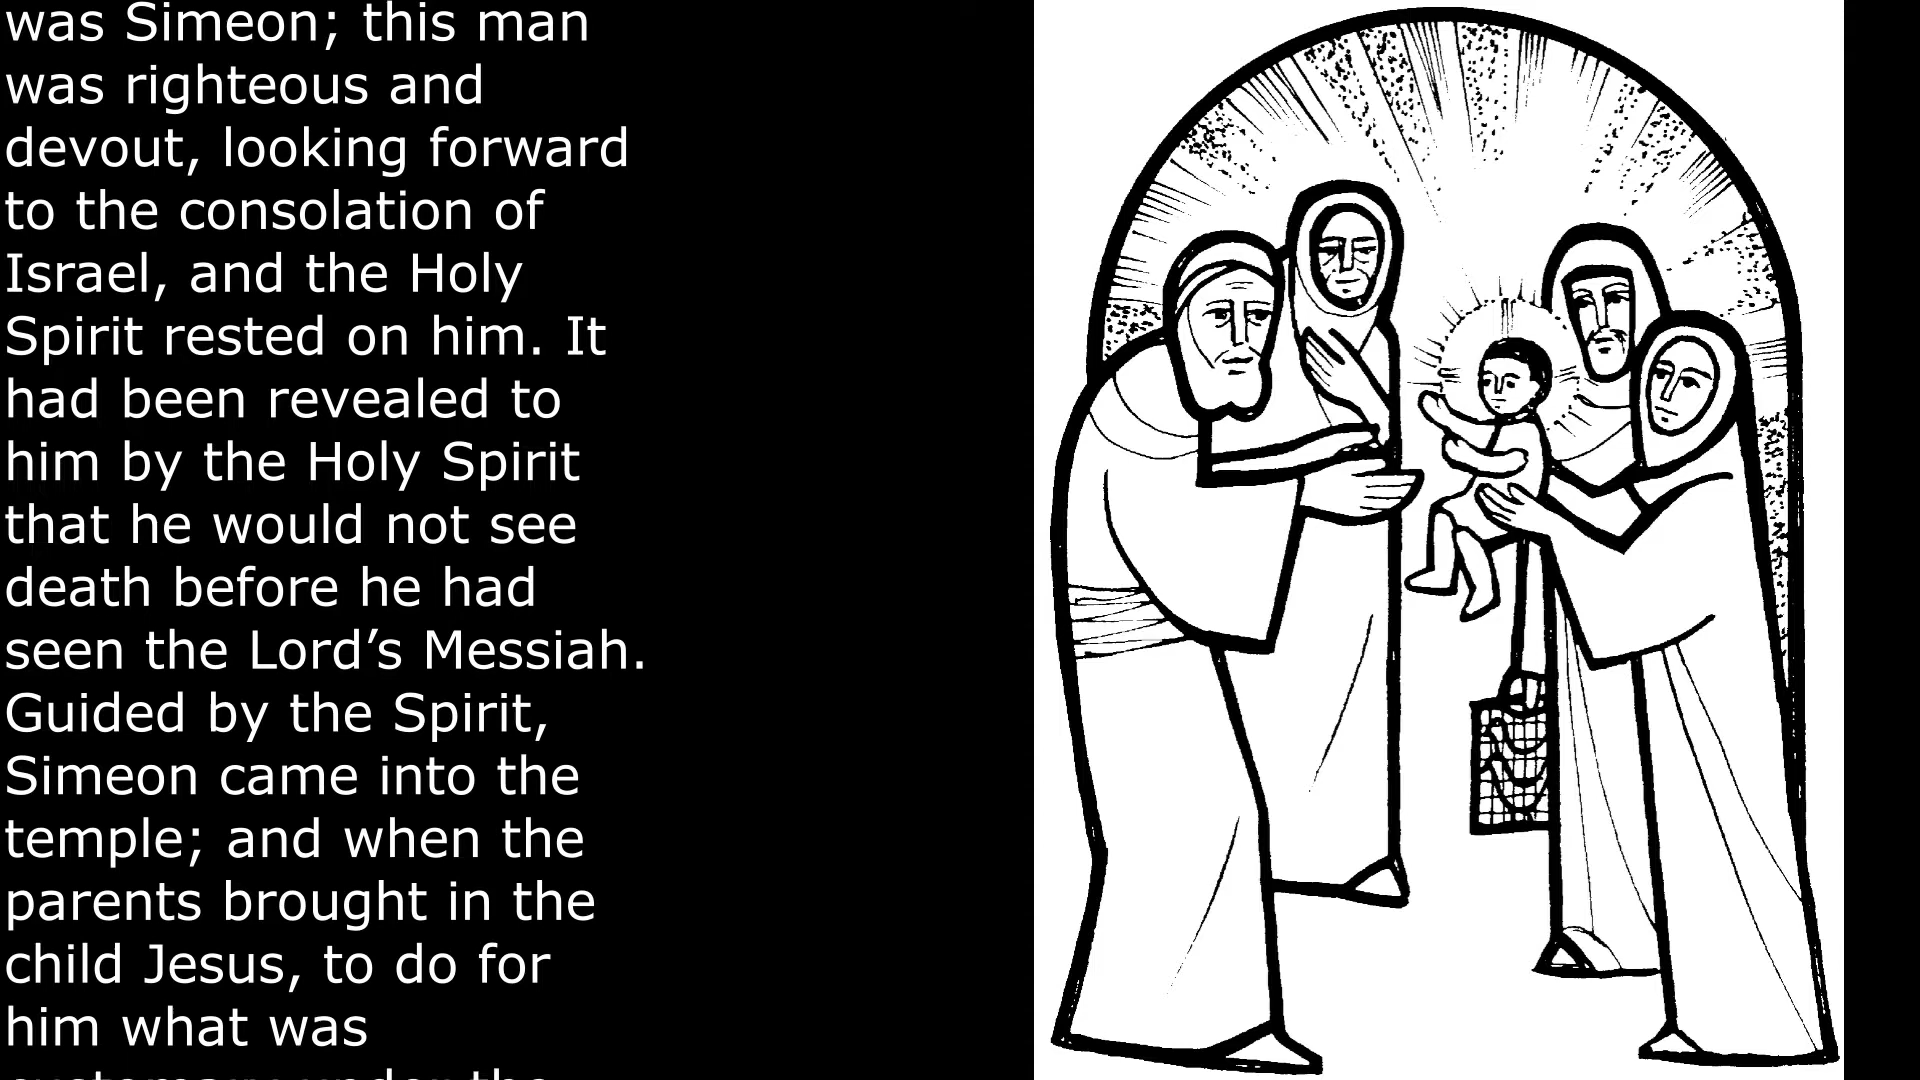 was Simeon; this man
was righteous and
devout, looking forward
to the consolation of
Israel, and the Holy
Spirit rested on him. It
had been revealed to
him by the Holy Spirit
that he would not see
death before he had
seen the Lord’s Messiah.
Guided by the Spirit,
Simeon came into the
temple; and when the
parents brought in the
child Jesus, to do for
him what was
customary under the